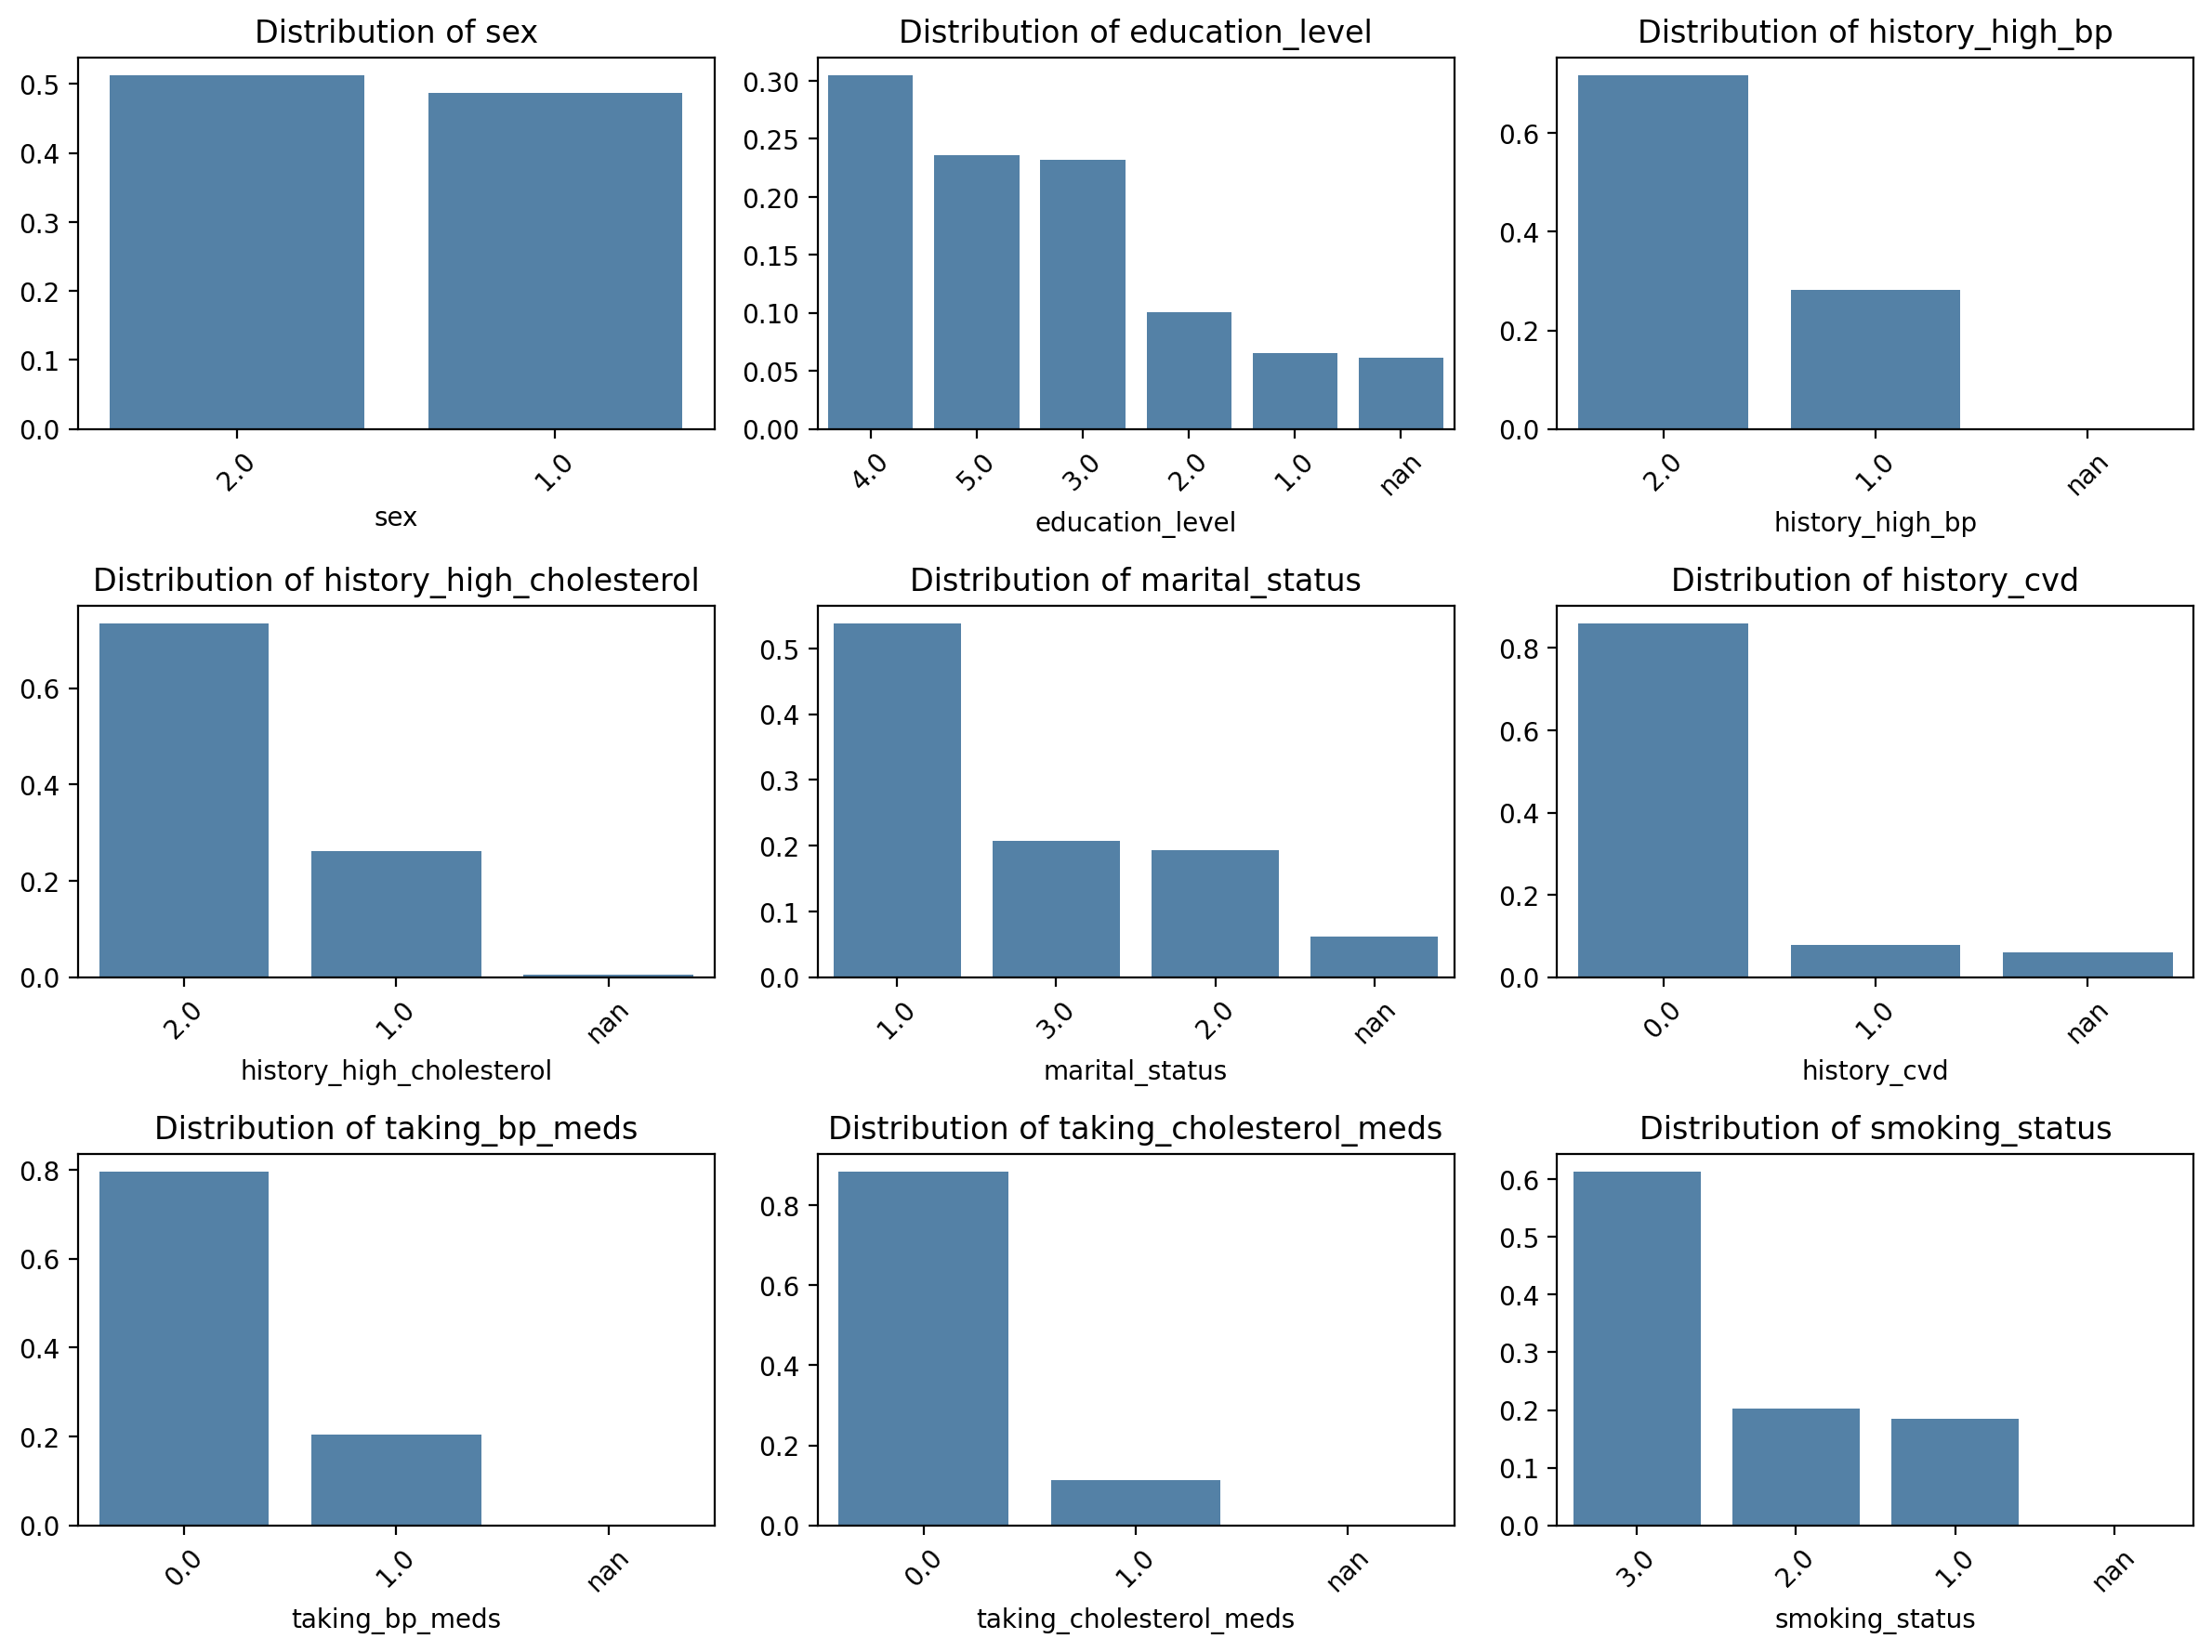 Distribution of sex
0.5
0.4
0.3
0.2
0.1
0.0
2.0
1.0
sex
Distribution of education_level
0.30
0.25
0.20
0.15
0.10
0.05
0.00
4.0
5.0
3.0
2.0
1.0
nan
education_level
Distribution of history_high_bp
0.6
0.4
0.2
0.0
2.0
1.0
nan
history_high_bp
Distribution of history_high_cholesterol
0.6
0.4
0.2
0.0
2.0
1.0
nan
history_high_cholesterol
Distribution of marital_status
0.5
0.4
0.3
0.2
0.1
0.0
1.0
3.0
2.0
nan
marital_status
Distribution of history_cvd
0.8
0.6
0.4
0.2
0.0
0.0
1.0
nan
history_cvd
Distribution of taking_bp_meds
0.8
0.6
0.4
0.2
0.0
0.0
1.0
nan
taking_bp_meds
Distribution of taking_cholesterol_meds
0.8
0.6
0.4
0.2
0.0
0.0
1.0
nan
taking_cholesterol_meds
Distribution of smoking_status
0.6
0.5
0.4
0.3
0.2
0.1
0.0
3.0
2.0
1.0
nan
smoking_status